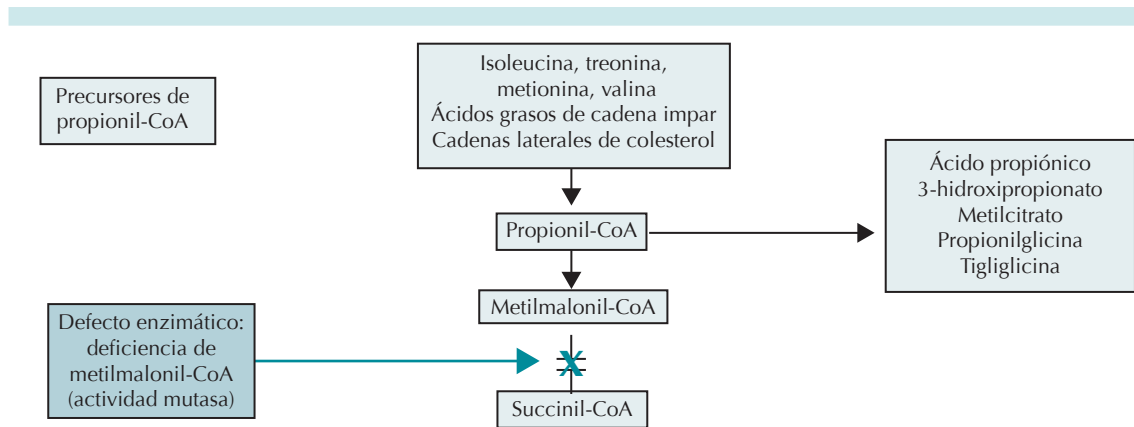 Precursores de
propionil-CoA
Isoleucina, treonina,
metionina, valina
Ácidos grasos de cadena impar
Cadenas laterales de colesterol
Ácido propiónico
3-hidroxipropionato
Metilcitrato
Propionilglicina
Tigliglicina
Propionil-CoA
Metilmalonil-CoA
Defecto enzimático:
deficiencia de
metilmalonil-CoA
(actividad mutasa)
X
Succinil-CoA